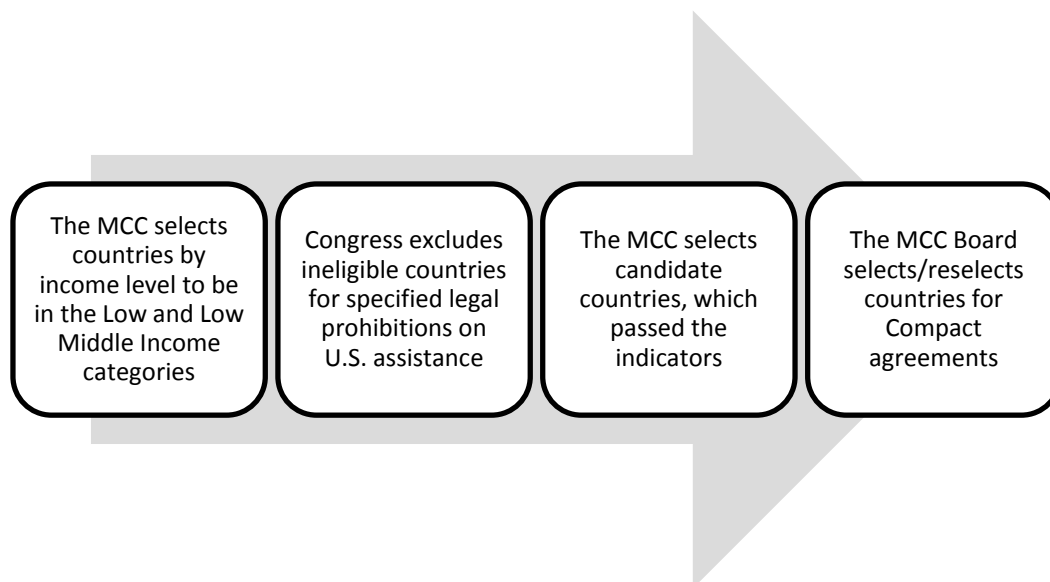 The MCC selects
countries by
income level to be
in the Low and Low
Middle Income
categories
Congress excludes
ineligible countries
for specified legal
prohibitions on
U.S. assistance
The MCC selects
candidate
countries, which
passed the
indicators
The MCC Board
selects/reselects
countries for
Compact
agreements